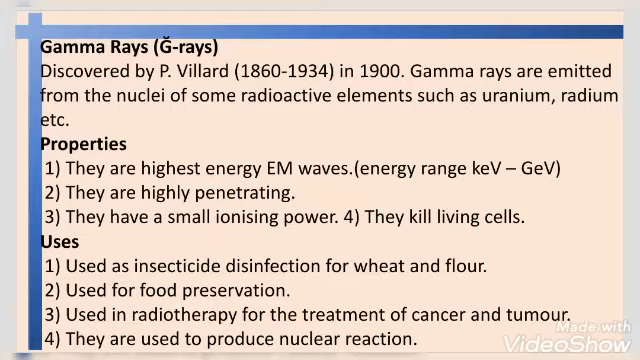 Gamma Rays (Ğ-rays)
Discovered by P. Villard (1860-1934) in 1900. Gamma rays are emitted
from the nuclei of some radioactive elements such as uranium, radium
etc.
Properties
1) They are highest energy EM waves.(energy range keV – GeV)
2) They are highly penetrating.
3) They have a small ionising power. 4) They kill living cells.
Uses
1) Used as insecticide disinfection for wheat and flour.
2) Used for food preservation.
3) Used in radiotherapy for the treatment of cancer and tumour.
4) They are used to produce nuclear reaction.
Made with
VideoShow